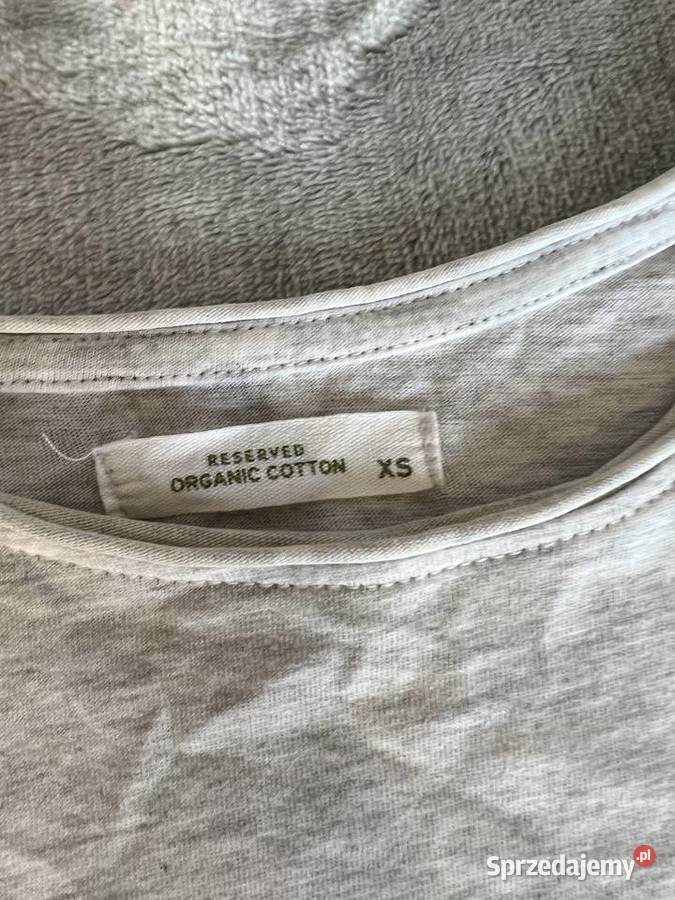 RESERVED
ORGANIC COTTON XS
Sprzedajemy.pl